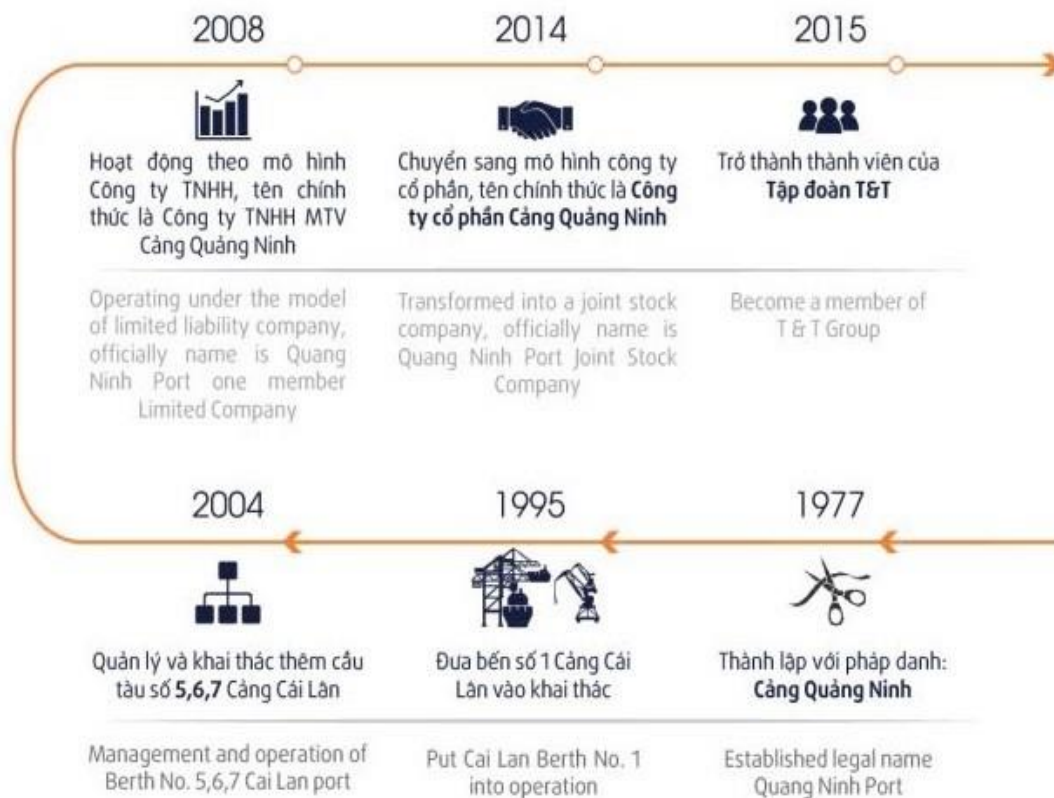 2008
Hoạt động theo mô hình
Công ty TNHH, tên chính
thức là Công ty TNHH MTV
Cảng Quảng Ninh
Operating under the model
of limited liability company,
officially name is Quang
Ninh Port one member
Limited Company
2014
Chuyển sang mô hình công ty
cổ phần, tên chính thức là Công
ty cổ phần Cảng Quảng Ninh
Transformed into a joint stock
company, officially name is
Quang Ninh Port Joint Stock
Company
2015
Trở thành thành viên của
Tập đoàn T&T
Become a member of
T & T Group
2004
Quản lý và khai thác thêm cầu
tàu số 5,6,7 Cảng Cái Lân
Management and operation of
Berth No. 5,6,7 Cai Lan port
1995
Đưa bến số 1 Cảng Cái
Lân vào khai thác
Put Cai Lan Berth No. 1
into operation
1977
Thành lập với pháp danh:
Cảng Quảng Ninh
Established legal name
Quang Ninh Port